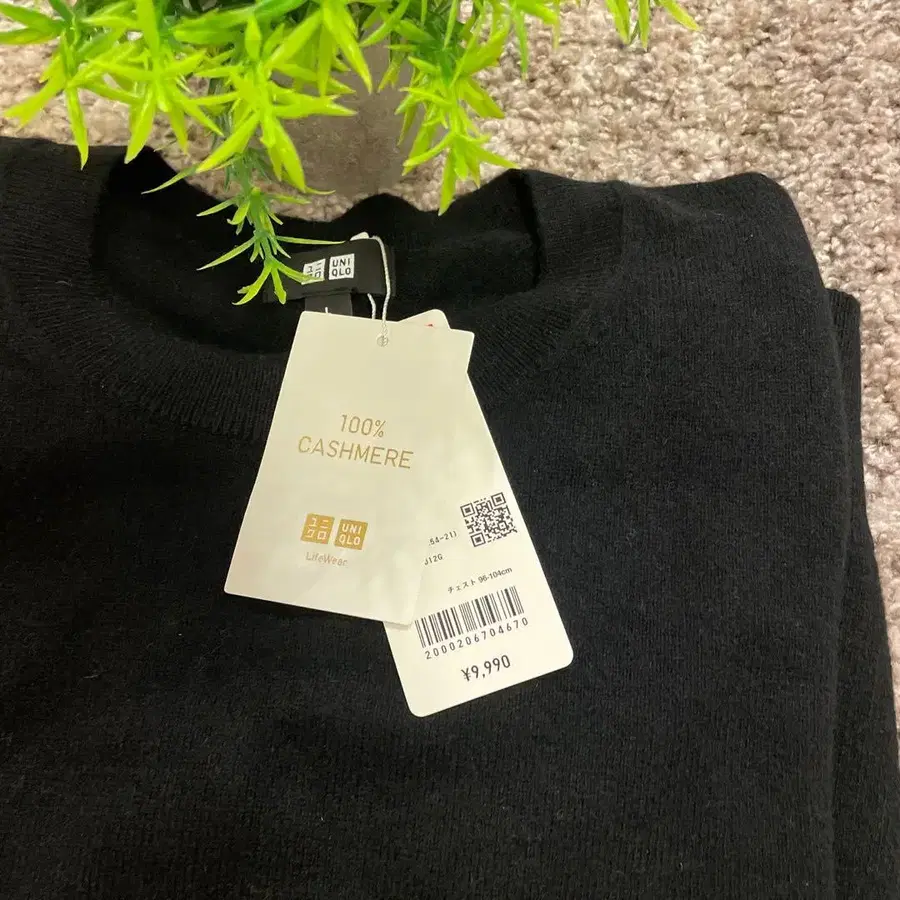 UNI
QLO
100%
CASHMERE
ユニ
クロ
UNI
QLO
LifeWear
54-21)
J12G
チェスト 96-104cm
2000206704670
¥9,990